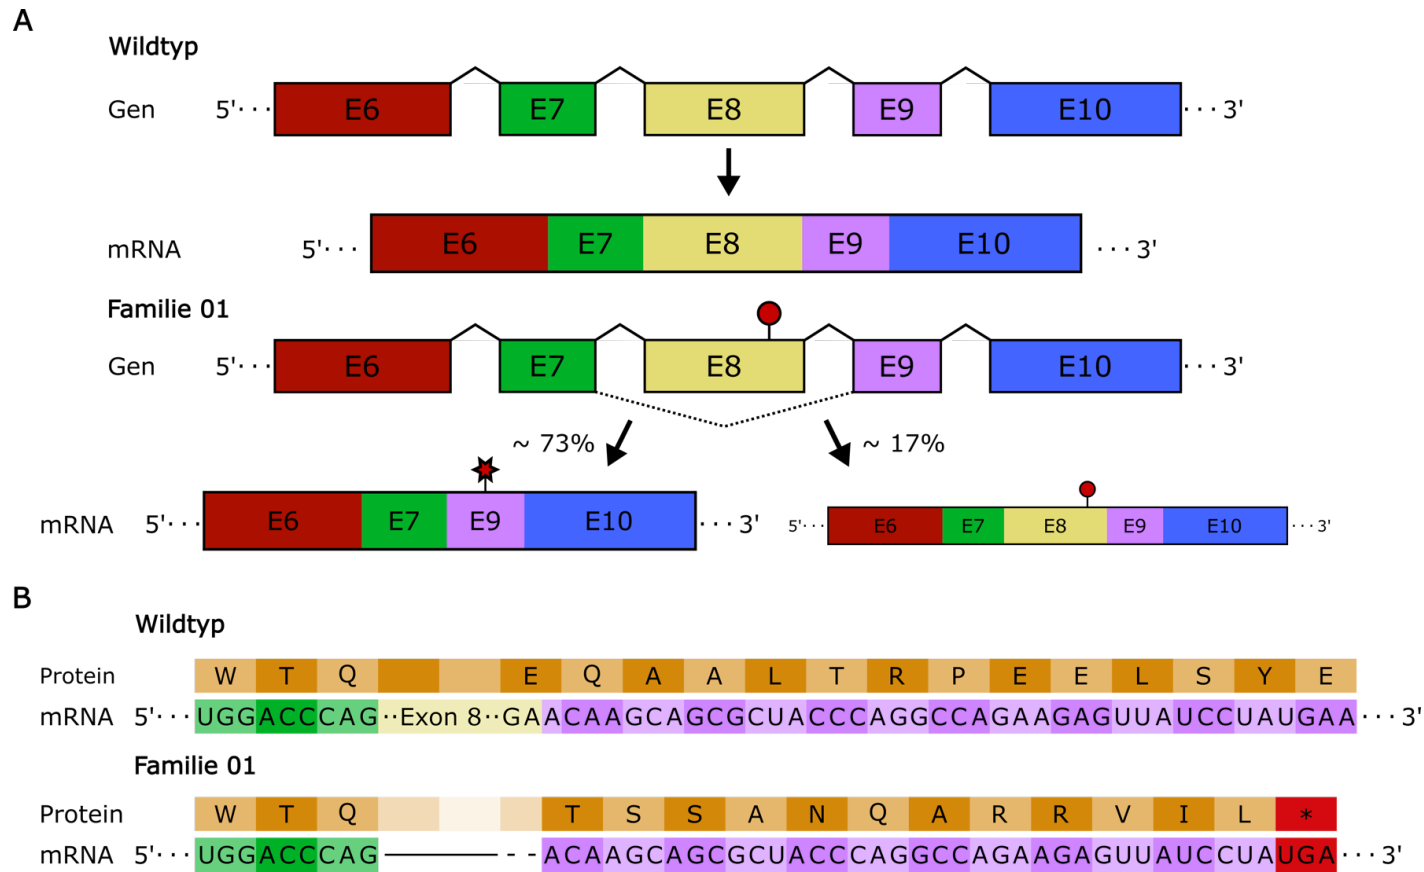 A
Wildtyp
Gen 5'··· E6 E7 E8 E9 E10 ···3'
mRNA 5'··· E6 E7 E8 E9 E10 ···3'
Familie 01
Gen 5'··· E6 E7 E8 E9 E10 ···3'
~ 73% ~ 17%
mRNA 5'··· E6 E7 E9 E10 ···3' 5'··· E6 E7 E8 E9 E10 ···3'
B
Wildtyp
Protein W T Q E Q A A L T R P E E L S Y E
mRNA 5'···UGGACCCAG··Exon 8··GAACAAGCAGCGCUACCCAGGCCAGAAGAGUUAUCCUAUGAA···3'
Familie 01
Protein W T Q T S S A N Q A R R V I L *
mRNA 5'···UGGACCCAG ACAAGCAGCGCUACCCAGGCCAGAAGAGUUAUCCUAUGA···3'